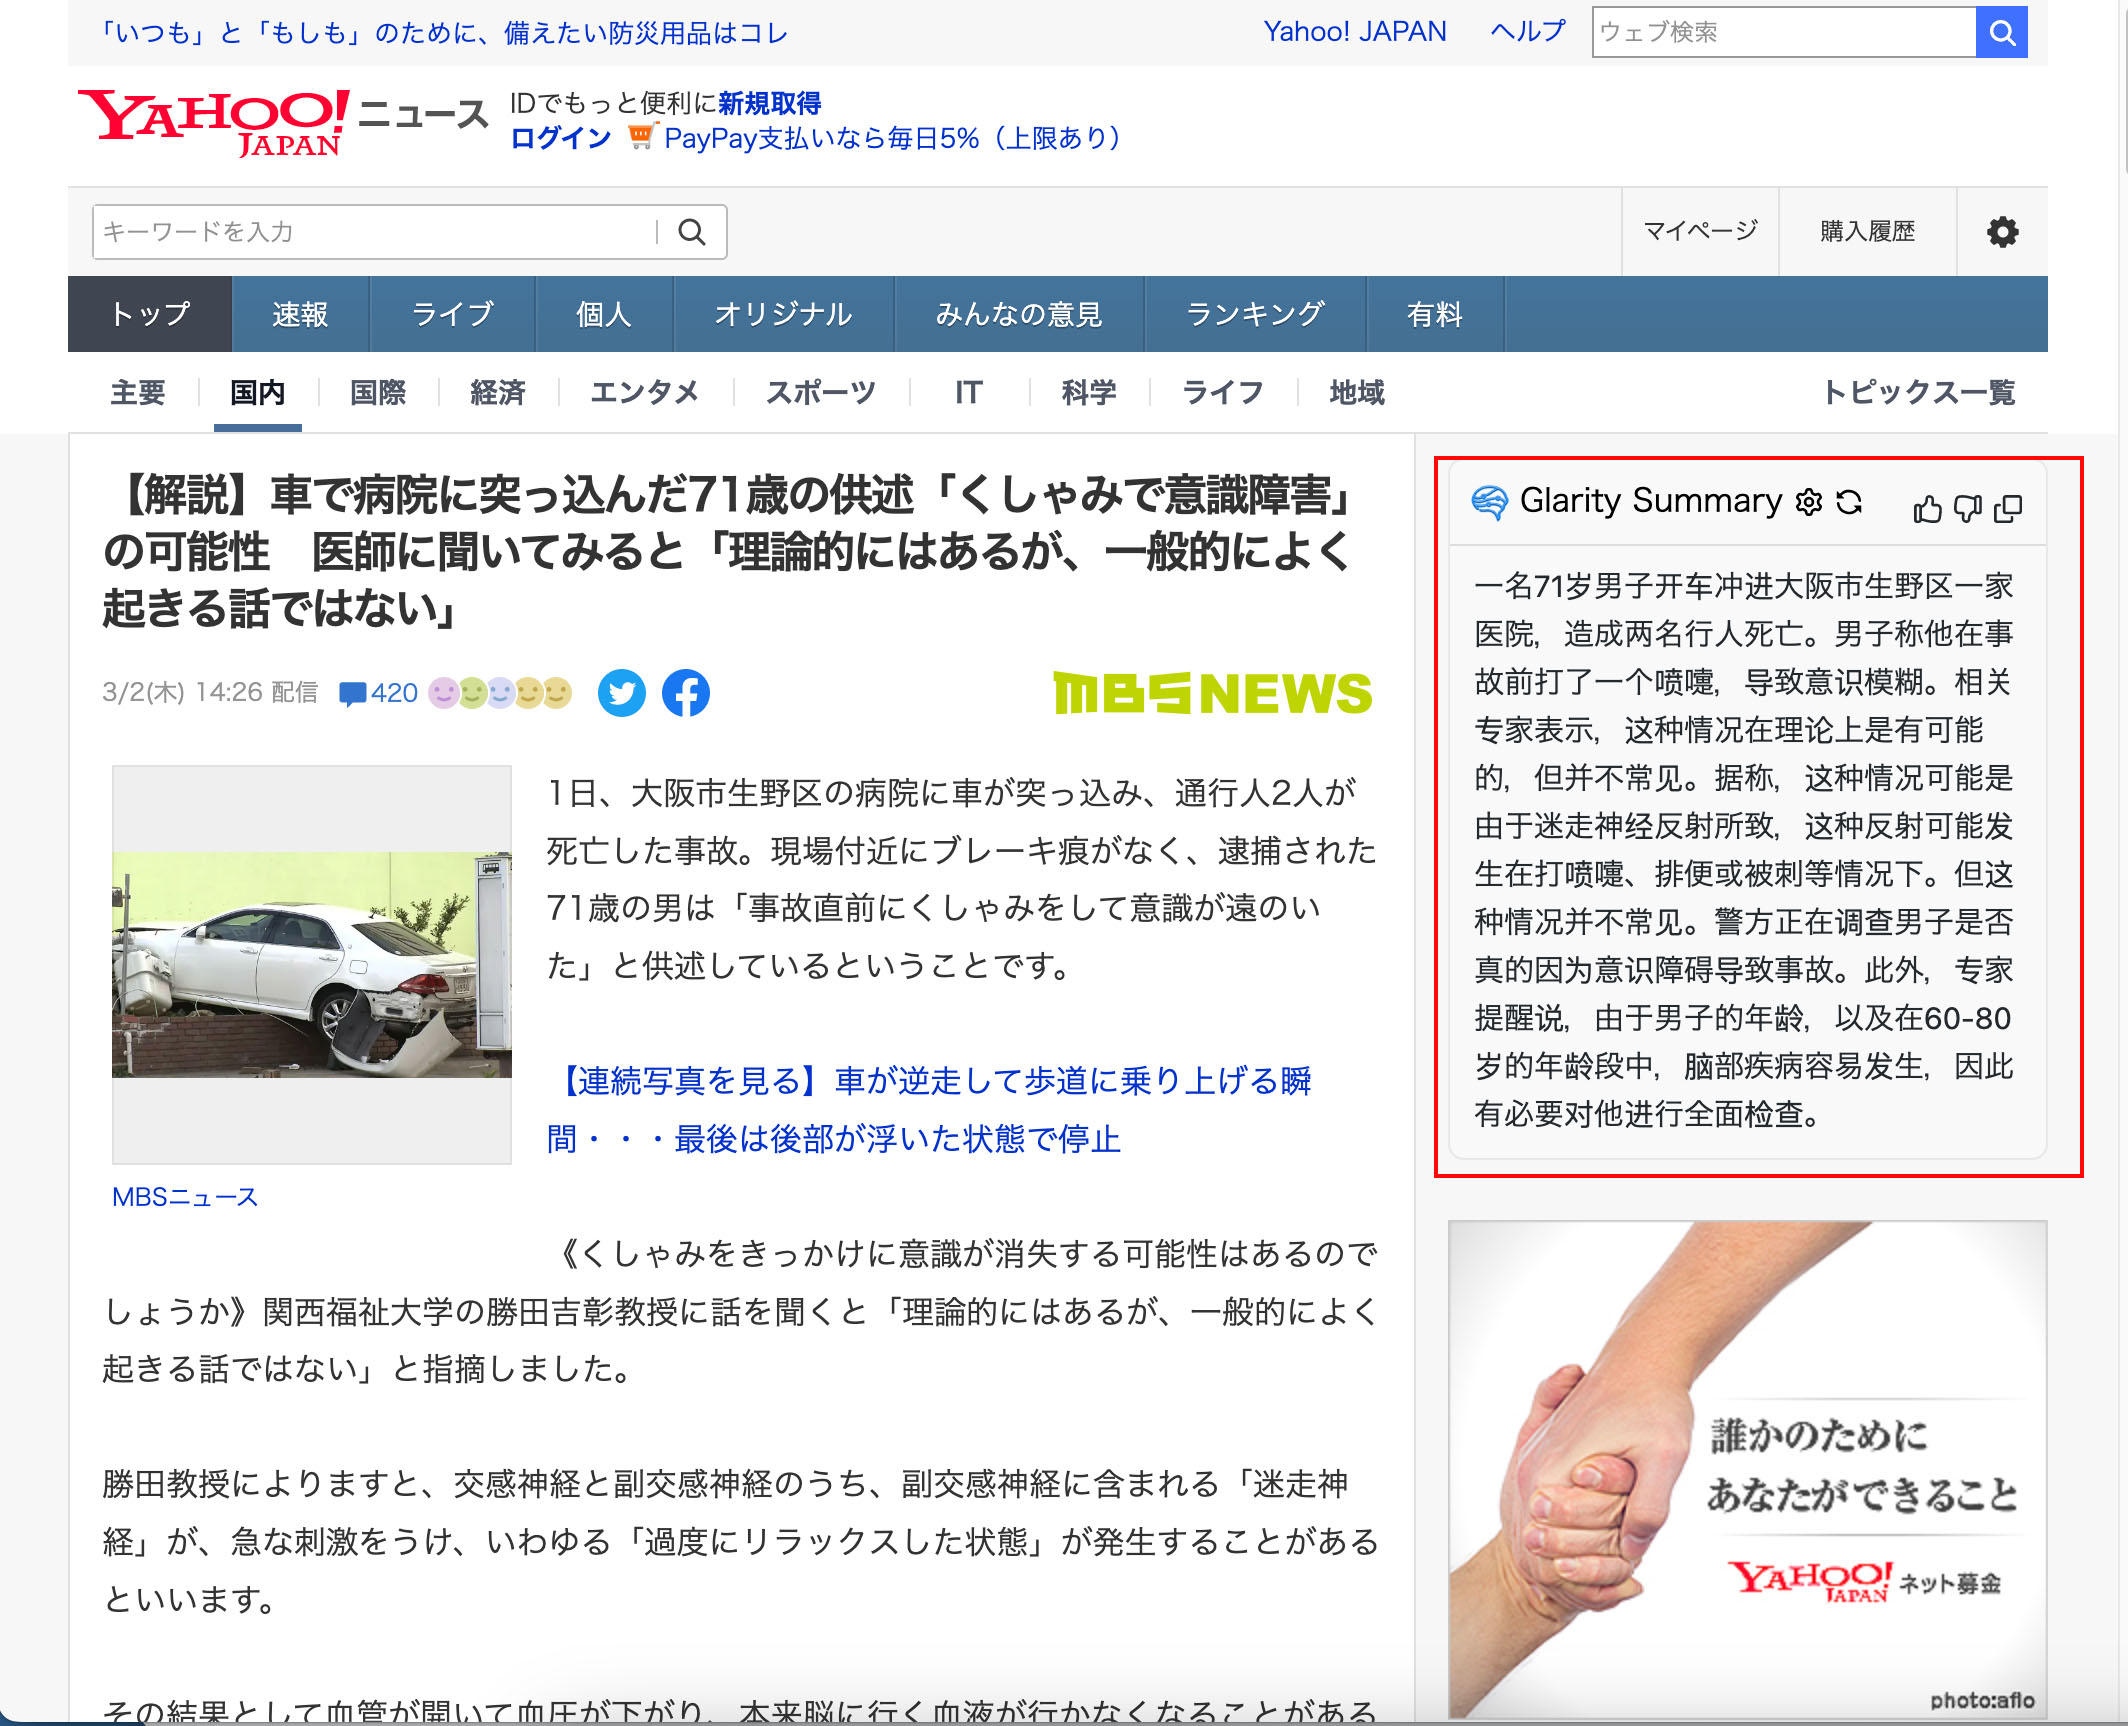 「いつも」と「もしも」のために、備えたい防災用品はコレ
Yahoo! JAPAN
ヘルプ
ウェブ検索
YAHOO! JAPAN ニュース
IDでもっと便利に新規取得
ログイン
PayPay支払いなら毎日5%（上限あり）
キーワードを入力
マイページ
購入履歴
トップ
速報
ライブ
個人
オリジナル
みんなの意見
ランキング
有料
主要
国内
国際
経済
エンタメ
スポーツ
IT
科学
ライフ
地域
トピックス一覧
【解説】車で病院に突っ込んだ71歳の供述「くしゃみで意識障害」
の可能性　医師に聞いてみると「理論的にはあるが、一般的によく
起きる話ではない」
3/2(木) 14:26 配信
420
MBS NEWS
1日、大阪市生野区の病院に車が突っ込み、通行人2人が
死亡した事故。現場付近にブレーキ痕がなく、逮捕された
71歳の男は「事故直前にくしゃみをして意識が遠のい
た」と供述しているということです。
【連続写真を見る】車が逆走して歩道に乗り上げる瞬
間・・・最後は後部が浮いた状態で停止
MBSニュース
《くしゃみをきっかけに意識が消失する可能性はあるので
しょうか》関西福祉大学の勝田吉彰教授に話を聞くと「理論的にはあるが、一般的によく
起きる話ではない」と指摘しました。
勝田教授によりますと、交感神経と副交感神経のうち、副交感神経に含まれる「迷走神
経」が、急な刺激をうけ、いわゆる「過度にリラックスした状態」が発生することがある
といいます。
その結果として血管が開いて血圧が下がり、本来脳に行く血液が行かなくなることがある
Glarity Summary
一名71岁男子开车冲进大阪市生野区一家
医院，造成两名行人死亡。男子称他在事
故前打了一个喷嚏，导致意识模糊。相关
专家表示，这种情况在理论上是有可能
的，但并不常见。据称，这种情况可能是
由于迷走神经反射所致，这种反射可能发
生在打喷嚏、排便或被刺等情况下。但这
种情况并不常见。警方正在调查男子是否
真的因为意识障碍导致事故。此外，专家
提醒说，由于男子的年龄，以及在60-80
岁的年龄段中，脑部疾病容易发生，因此
有必要对他进行全面检查。
誰かのために
あなたができること
YAHOO! JAPAN ネット募金
photo:aflo